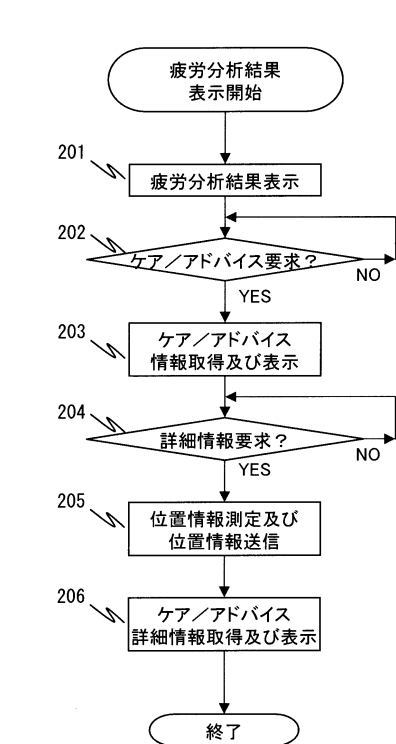 疲労分析結果
表示開始
201
疲労分析結果表示
202
ケア／アドバイス要求？
NO
YES
203
ケア／アドバイス
情報取得及び表示
204
詳細情報要求？
NO
YES
205
位置情報測定及び
位置情報送信
206
ケア／アドバイス
詳細情報取得及び表示
終了